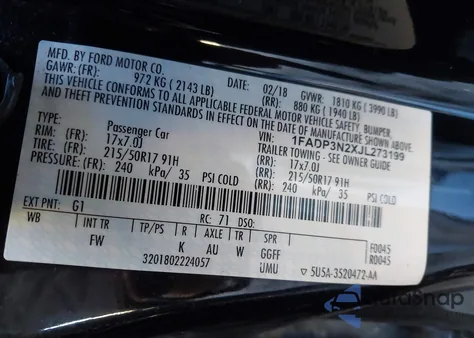 MFD. BY FORD MOTOR CO.
DATE: 02/18 GVWR: 1810 KG ( 3990 LB)
GAWR: (FR): 972 KG ( 2143 LB) (RR): 880 KG ( 1940 LB)
THIS VEHICLE CONFORMS TO ALL APPLICABLE FEDERAL MOTOR VEHICLE SAFETY, BUMPER,
AND THEFT PREVENTION STANDARDS IN EFFECT ON THE DATE OF MANUFACTURE SHOWN ABOVE.
VIN: 1FADP3N2XJL273199
TYPE: Passenger Car TRAILER TOWING - SEE OWNER GUIDE
RIM: (FR): 17x7.0J (RR): 17x7.0J
TIRE: (FR): 215/50R17 91H (RR): 215/50R17 91H
PRESSURE: (FR): 240 kPa/ 35 PSI COLD (RR): 240 kPa/ 35 PSI COLD
EXT PNT: G1 RC: 71 DSO:
WB INT TR TP/PS R AXLE TR SPR F0045
FW K AU W GGFF R0045
3201802224057 UMU ▽ 5U5A-3520472-AA
AutoSnap